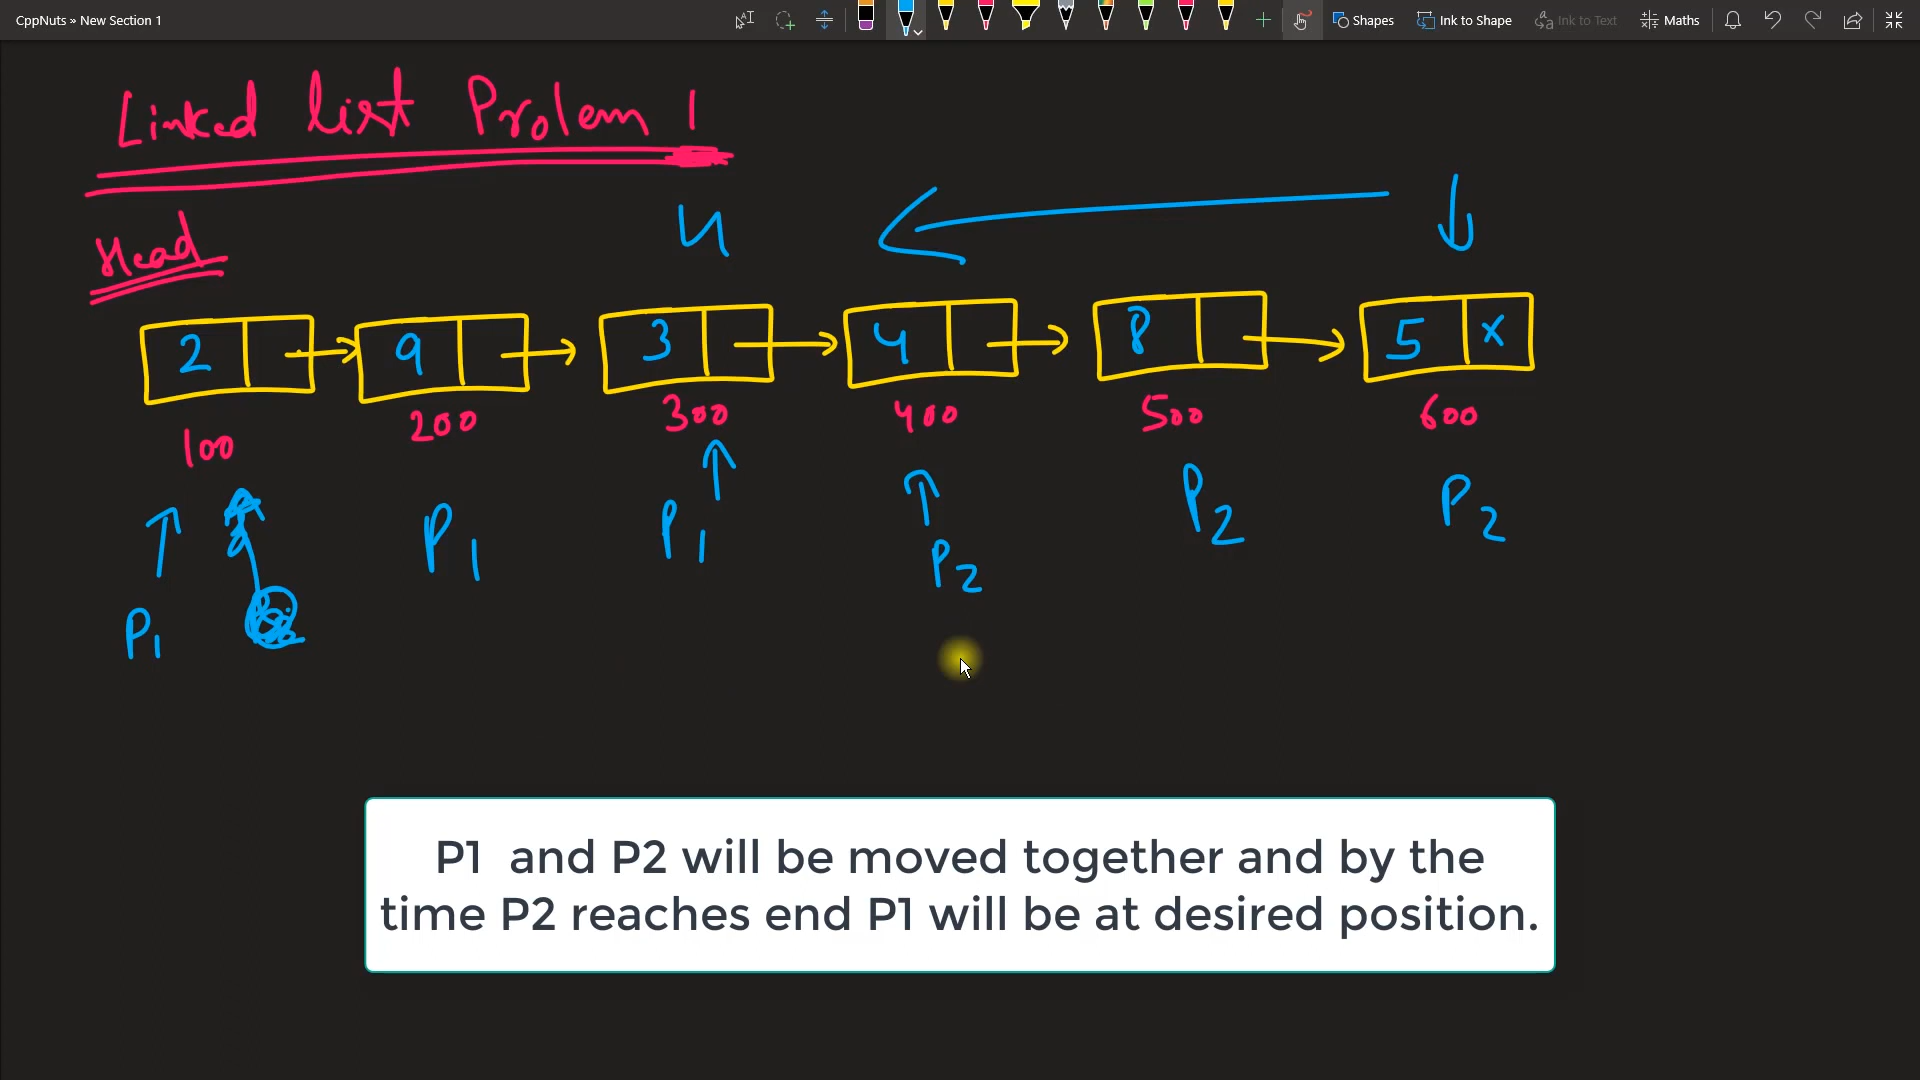 CppNuts » New Section 1
Shapes Ink to Shape Ink to Text Maths
Linked list Prolem 1
Head
4
2 9 3 4 8 5 x
100 200 300 400 500 600
P1 P1 P1 P2 P2 P2
P1 and P2 will be moved together and by the
time P2 reaches end P1 will be at desired position.